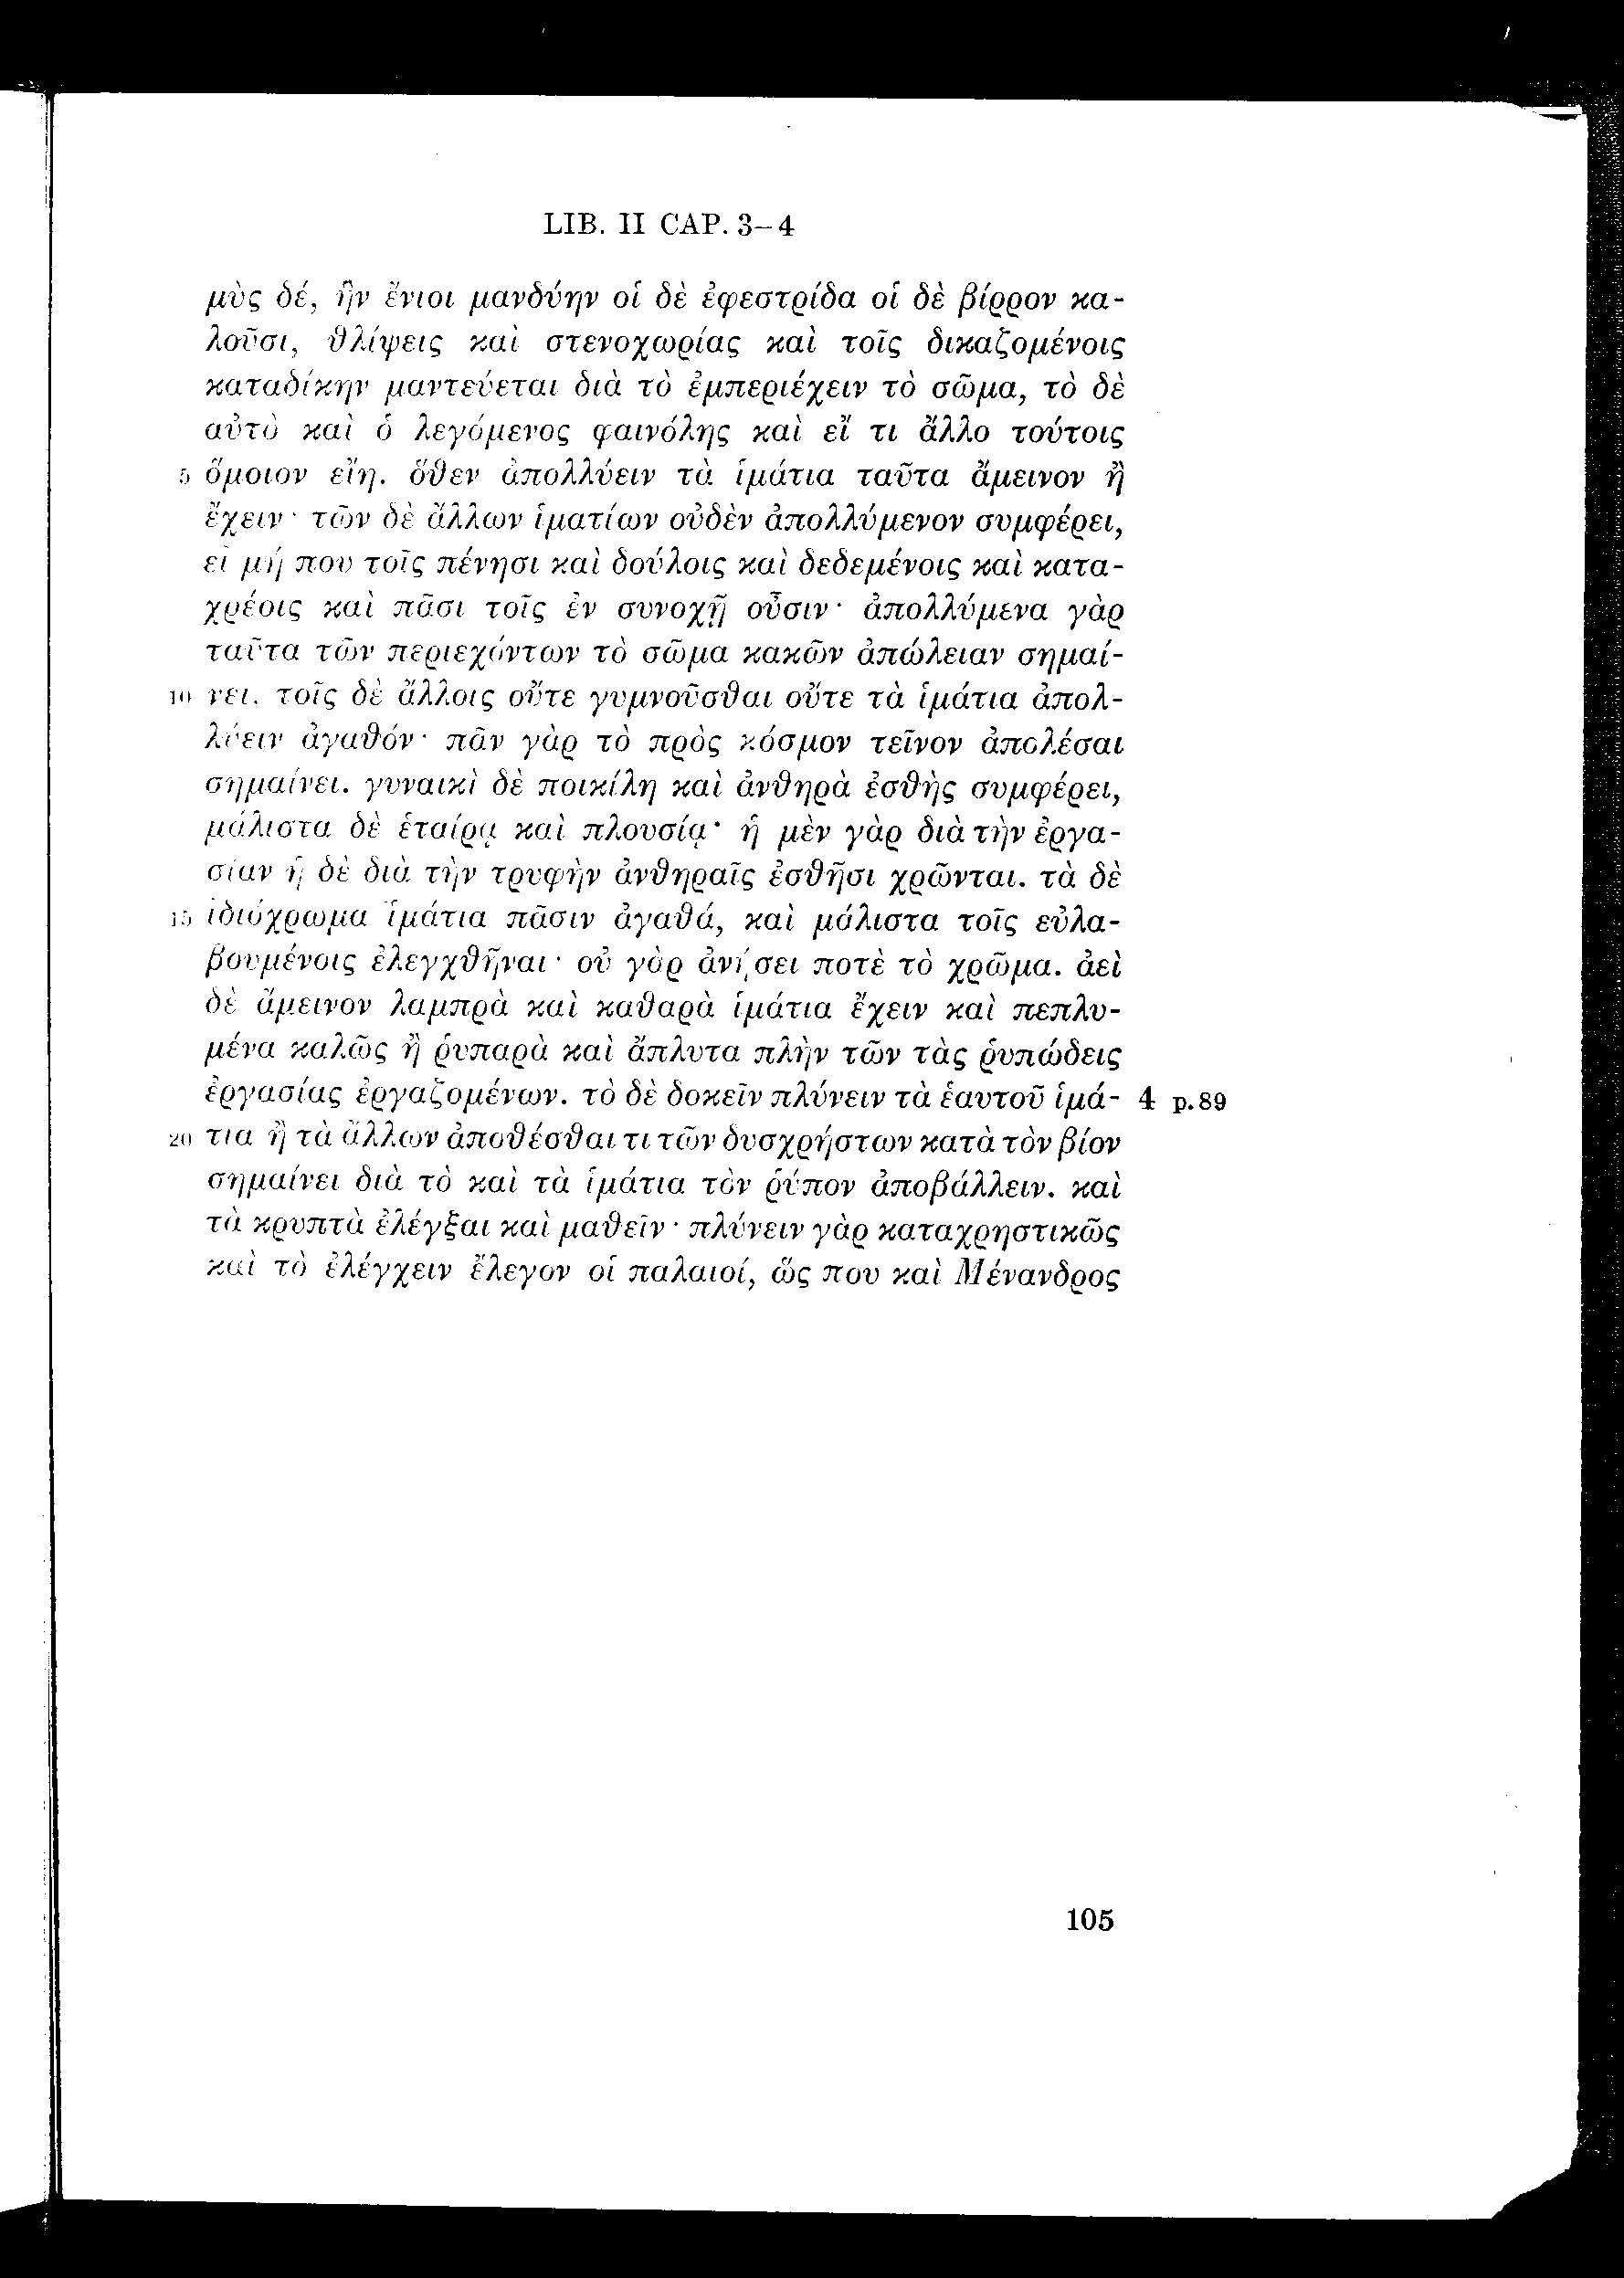 LIB. II CAP. 3–4
μὺς δέ, ἣν ἔνιοι μανδύην οἱ δὲ ἐφεστρίδα οἱ δὲ βίρρον κα-
λοῦσι, θλίψεις καὶ στενοχωρίας καὶ τοῖς δικαζομένοις
καταδίκην μαντεύεται διὰ τὸ ἐμπεριέχειν τὸ σῶμα, τὸ δὲ
αὐτὸ καὶ ὁ λεγόμενος φαινόλης καὶ εἴ τι ἄλλο τούτοις
5 ὅμοιον εἴη. ὅθεν ἀπολλύειν τὰ ἱμάτια ταῦτα ἄμεινον ἢ
ἔχειν· τῶν δὲ ἄλλων ἱματίων οὐδὲν ἀπολλύμενον συμφέρει,
εἰ μή που τοῖς πένησι καὶ δούλοις καὶ δεδεμένοις καὶ κατα-
χρέοις καὶ πᾶσι τοῖς ἐν συνοχῇ οὖσιν· ἀπολλύμενα γὰρ
ταῦτα τῶν περιεχόντων τὸ σῶμα κακῶν ἀπώλειαν σημαί-
10 νει. τοῖς δὲ ἄλλοις οὔτε γυμνοῦσθαι οὔτε τὰ ἱμάτια ἀπολ-
λύειν ἀγαθόν· πᾶν γὰρ τὸ πρὸς κόσμον τεῖνον ἀπολέσαι
σημαίνει. γυναικὶ δὲ ποικίλη καὶ ἀνθηρὰ ἐσθὴς συμφέρει,
μάλιστα δὲ ἑταίρᾳ καὶ πλουσίᾳ· ἡ μὲν γὰρ διὰ τὴν ἐργα-
σίαν ἡ δὲ διὰ τὴν τρυφὴν ἀνθηραῖς ἐσθῆσι χρῶνται. τὰ δὲ
15 ἰδιόχρωμα ἱμάτια πᾶσιν ἀγαθά, καὶ μάλιστα τοῖς εὐλα-
βουμένοις ἐλεγχθῆναι· οὐ γὰρ ἀνήσει ποτὲ τὸ χρῶμα. ἀεὶ
δὲ ἄμεινον λαμπρὰ καὶ καθαρὰ ἱμάτια ἔχειν καὶ πεπλυ-
μένα καλῶς ἢ ῥυπαρὰ καὶ ἄπλυτα πλὴν τῶν τὰς ῥυπώδεις
ἐργασίας ἐργαζομένων. τὸ δὲ δοκεῖν πλύνειν τὰ ἑαυτοῦ ἱμά- 4 p.89
20 τια ἢ τὰ ἄλλων ἀποθέσθαι τι τῶν δυσχρήστων κατὰ τὸν βίον
σημαίνει διὰ τὸ καὶ τὰ ἱμάτια τὸν ῥύπον ἀποβάλλειν. καὶ
τὰ κρυπτὰ ἐλέγξαι καὶ μαθεῖν· πλύνειν γὰρ καταχρηστικῶς
καὶ τὸ ἐλέγχειν ἔλεγον οἱ παλαιοί, ὥς που καὶ Μένανδρος
105